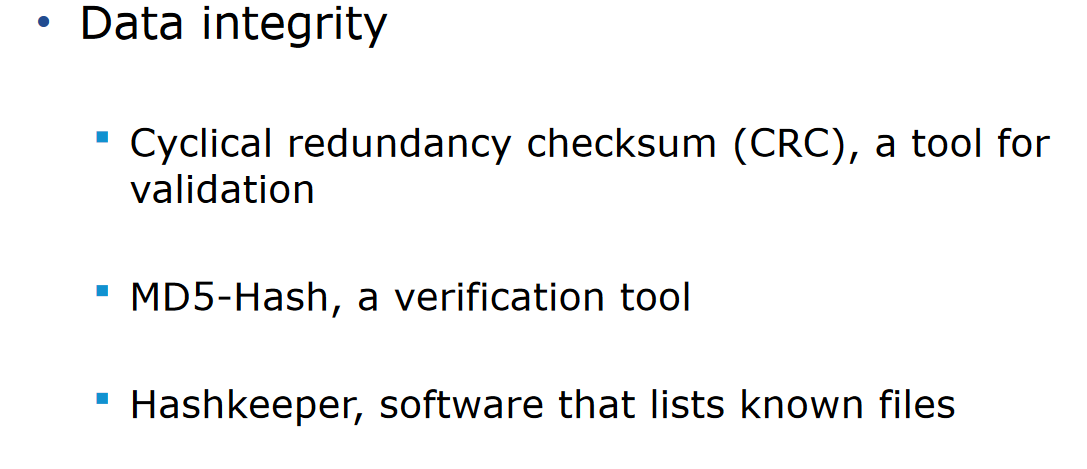 • Data integrity
▪ Cyclical redundancy checksum (CRC), a tool for
validation
▪ MD5-Hash, a verification tool
▪ Hashkeeper, software that lists known files